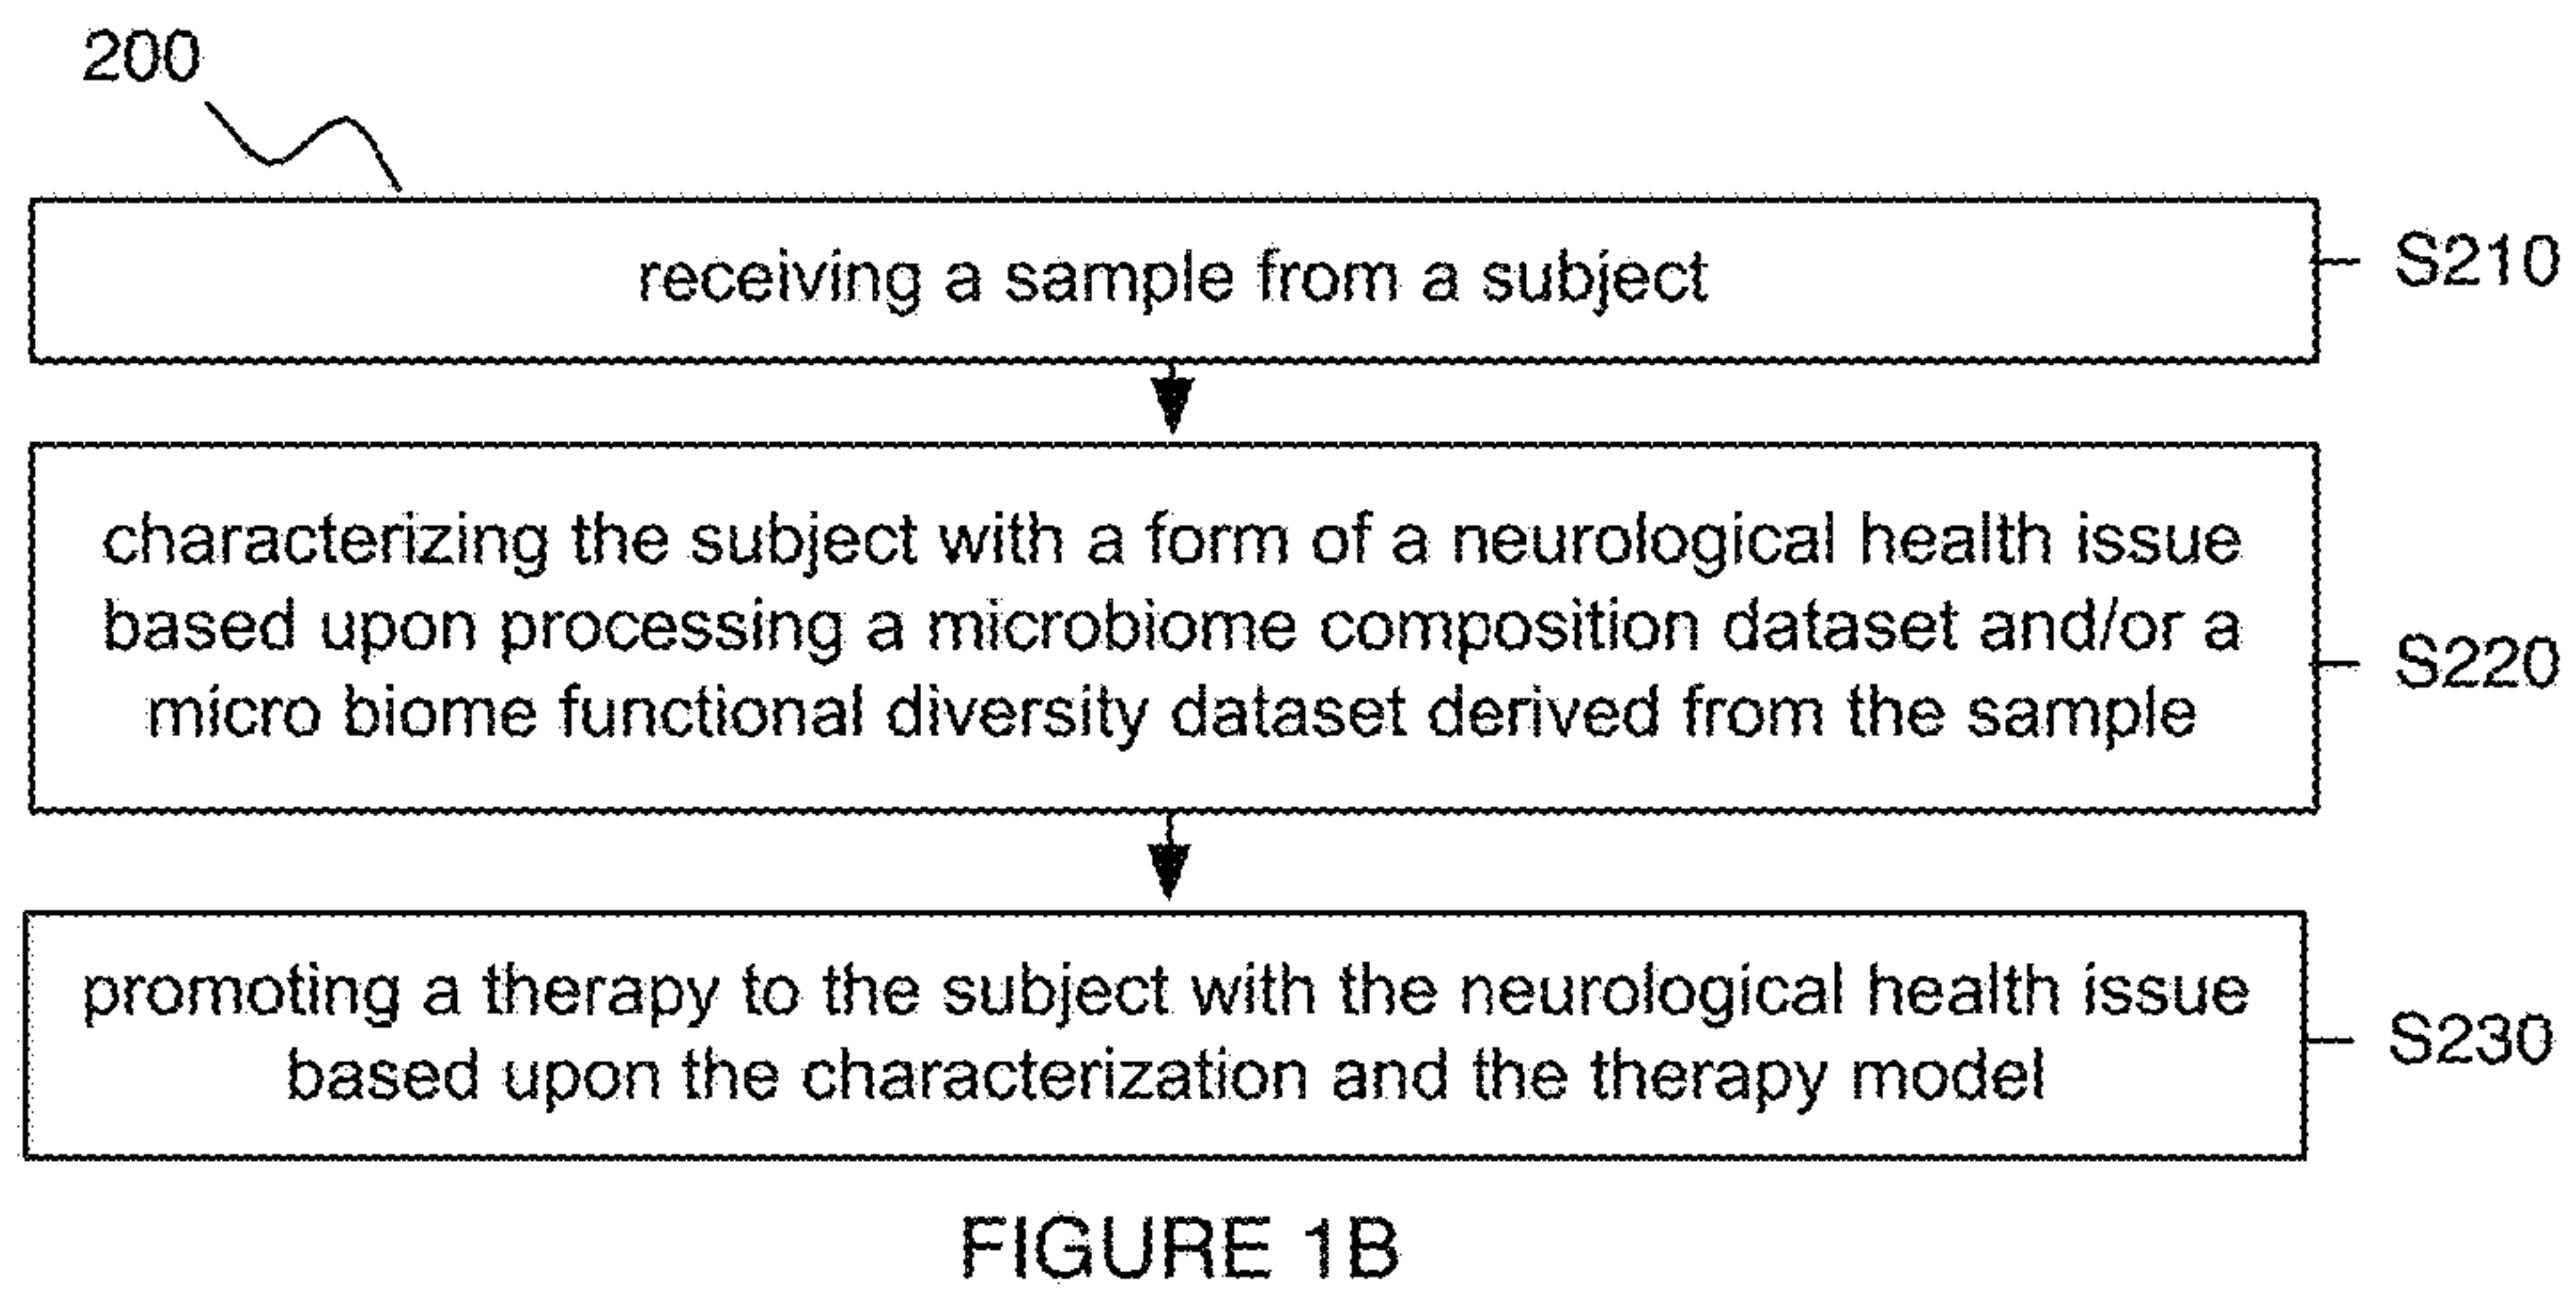 200
receiving a sample from a subject
S210
characterizing the subject with a form of a neurological health issue
based upon processing a microbiome composition dataset and/or a
micro biome functional diversity dataset derived from the sample
S220
promoting a therapy to the subject with the neurological health issue
based upon the characterization and the therapy model
S230
FIGURE 1B